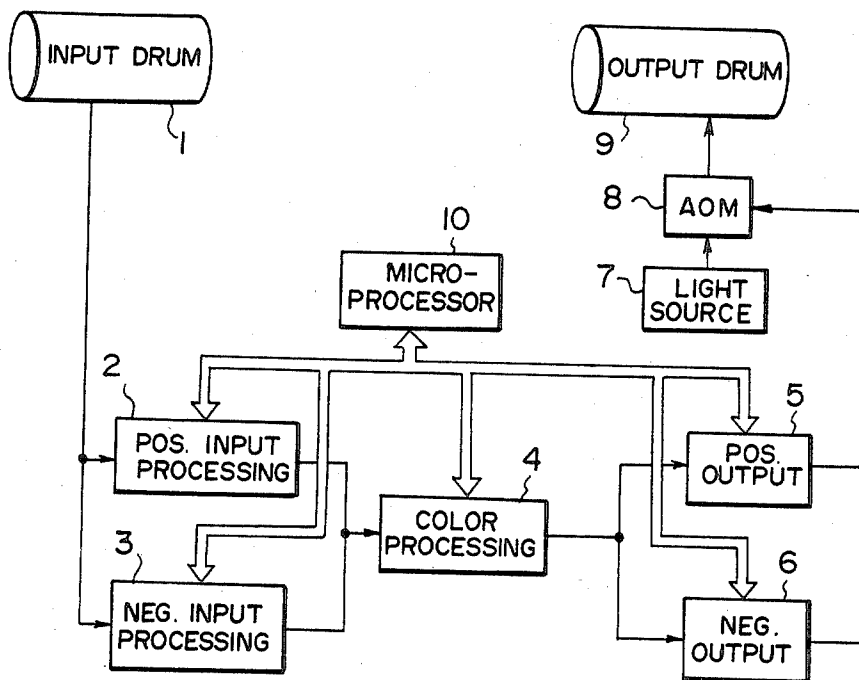 INPUT DRUM
1
OUTPUT DRUM
9
8
AOM
7
LIGHT
SOURCE
10
MICRO-
PROCESSOR
2
POS. INPUT
PROCESSING
3
NEG. INPUT
PROCESSING
4
COLOR
PROCESSING
5
POS.
OUTPUT
6
NEG.
OUTPUT